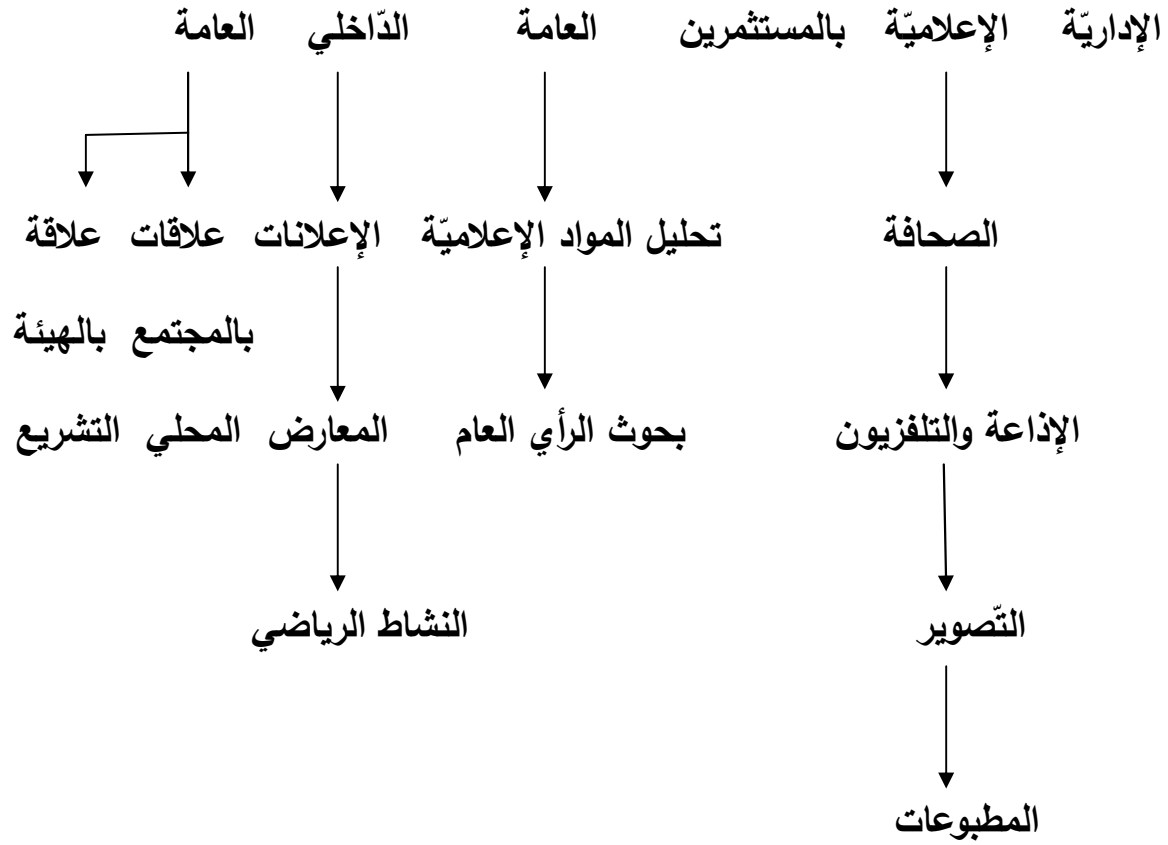 الإداريّة الإعلاميّة بالمستثمرين العامة الدّاخلي العامة
الصحافة تحليل المواد الإعلاميّة الإعلانات علاقات علاقة
بالمجتمع بالهيئة
الإذاعة والتلفزيون بحوث الرأي العام المعارض المحلي التشريع
التّصوير النشاط الرياضي
المطبوعات